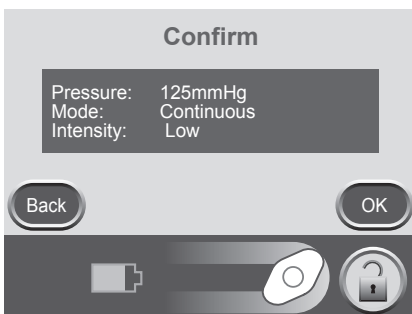 Confirm
Pressure: 125mmHg
Mode: Continuous
Intensity: Low
Back OK